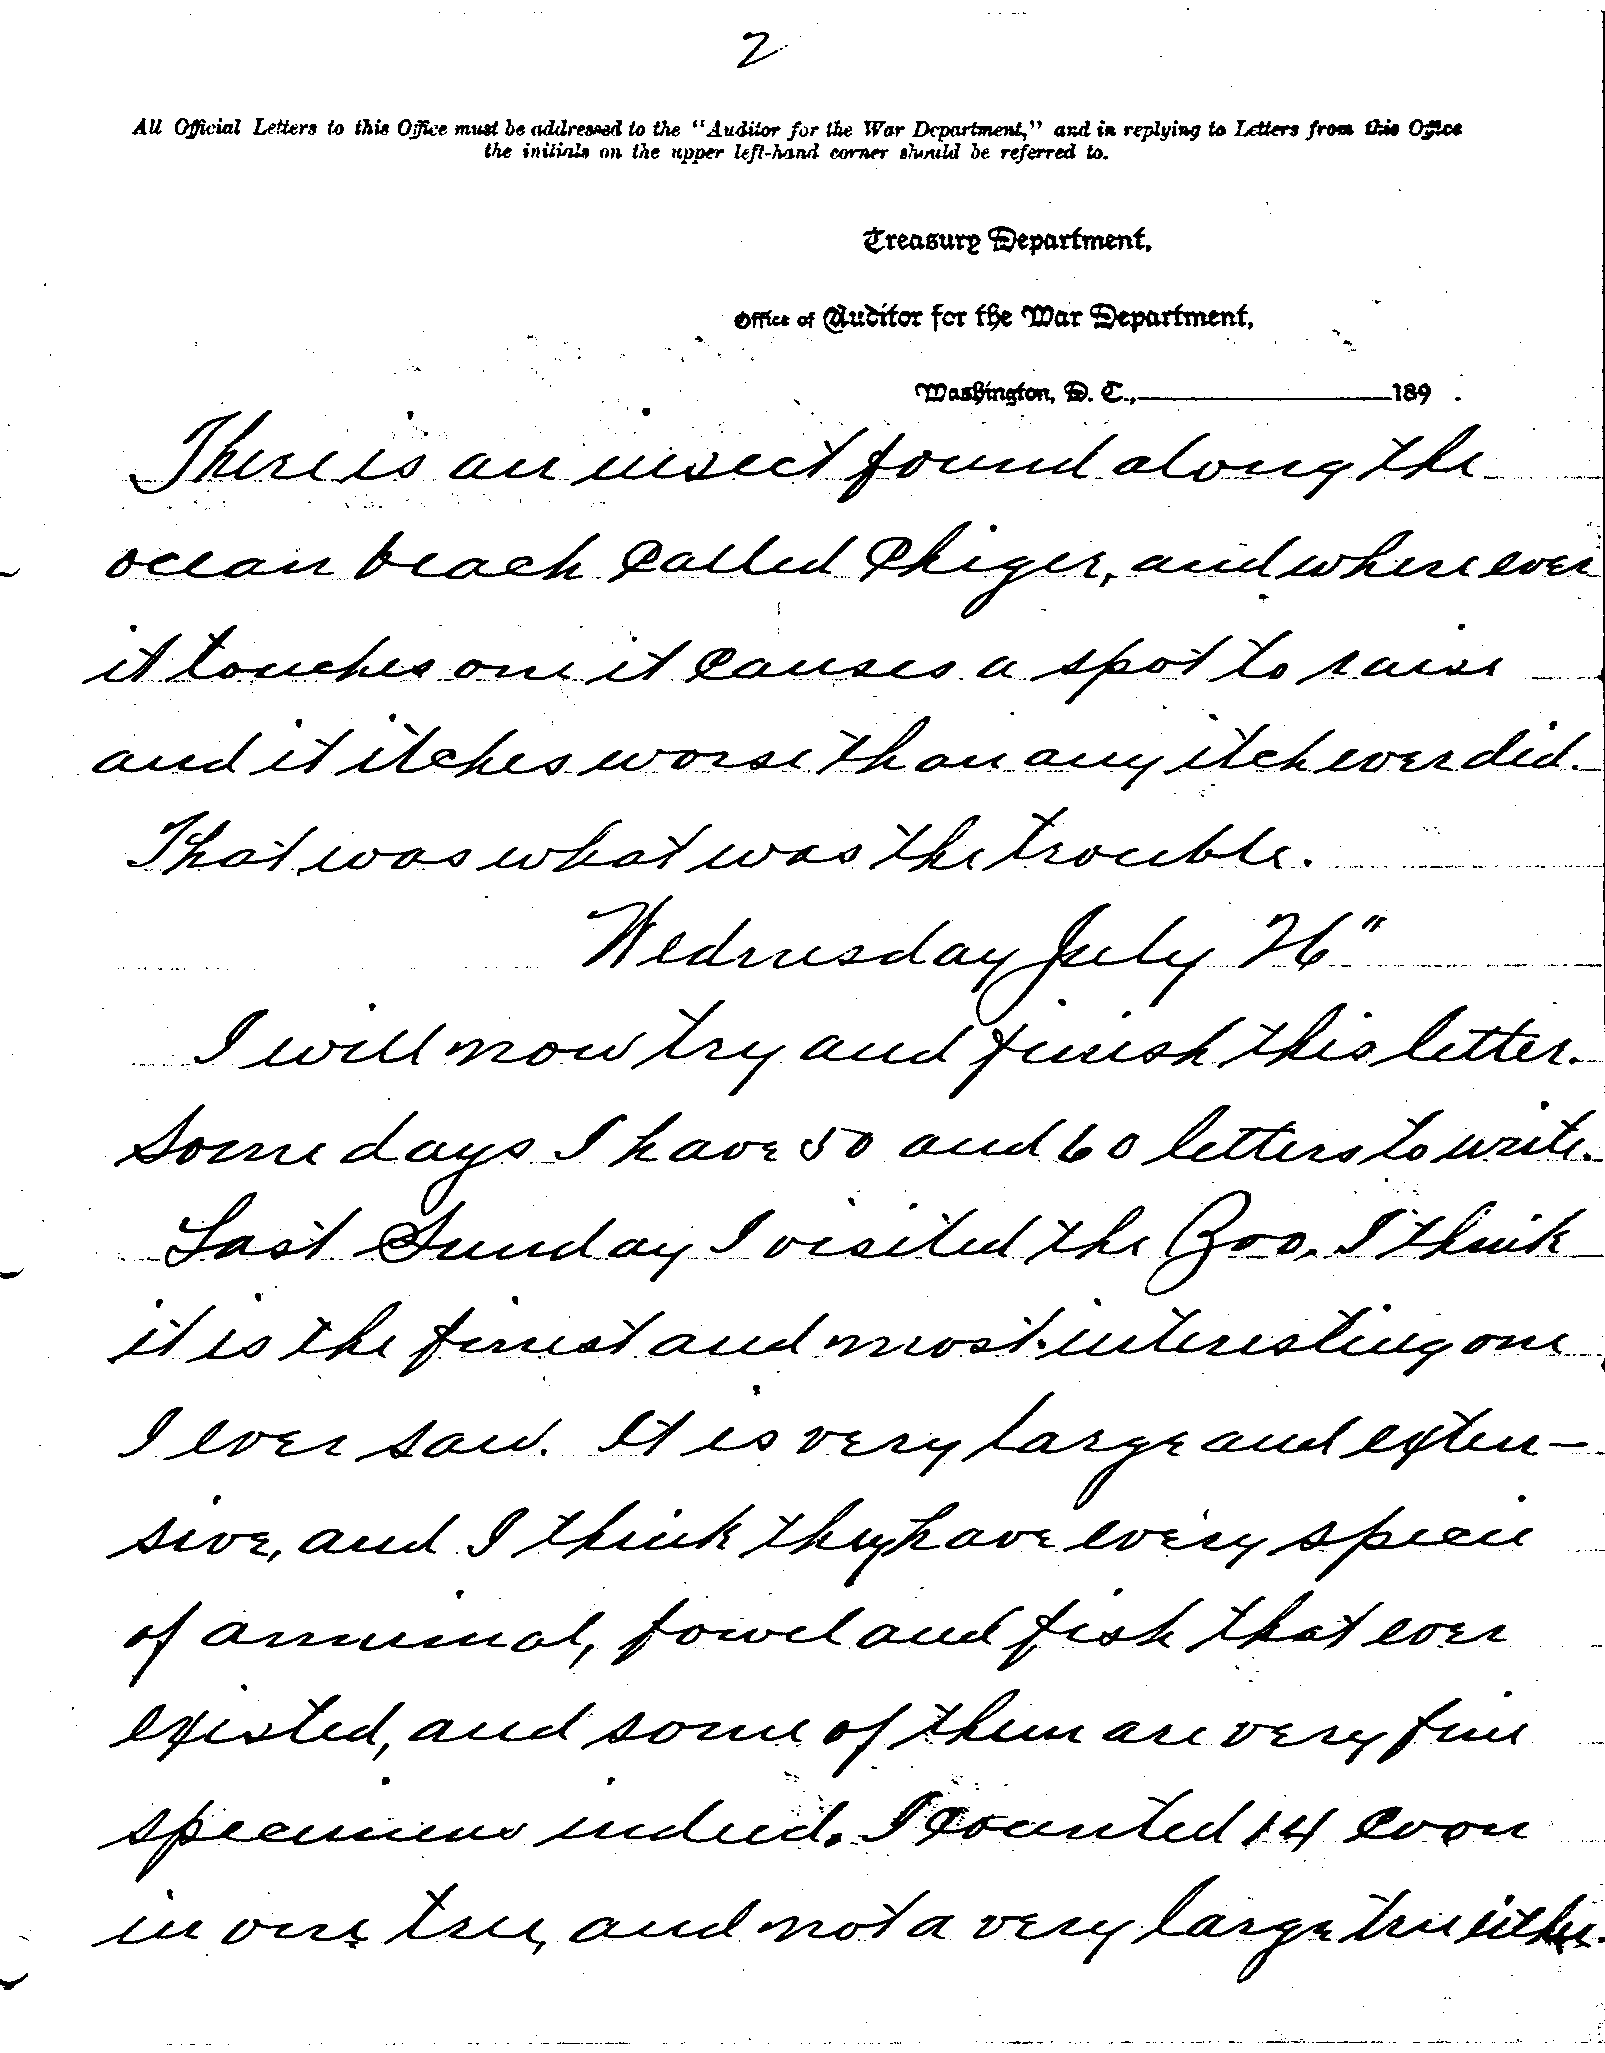 2
All Official Letters to this Office must be addressed to the "Auditor for the War Department," and in replying to Letters from this Office
the initials on the upper left-hand corner should be referred to.
Treasury Department,
Office of Auditor for the War Department,
Washington, D. C., 189 .
There is an insect found along the
ocean beach called Chiger, and where ever
it touches one it causes a spot to raise
and it itches worse than any itch ever did.
That was what was the trouble.
Wednesday July 26"
I will now try and finish this letter.
Some days I have 50 and 60 letters to write.
Last Sunday I visited the Zoo. I think
it is the finest and most interesting one
I ever saw. It is very large and exten-
sive, and I think they have every specie
of annimal, fowel and fish that ever
existed, and some of them are very fine
specimens indeed. I counted 14 coon
in one tree, and not a very large tree either.